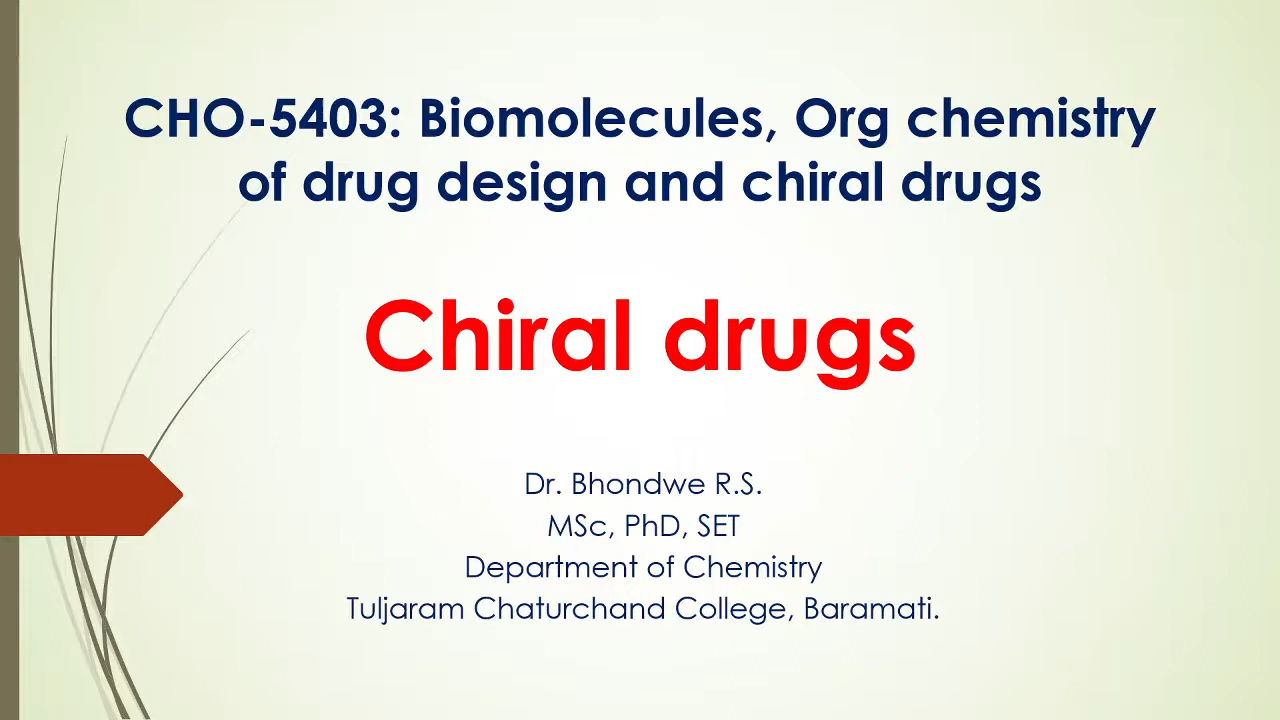 CHO-5403: Biomolecules, Org chemistry
of drug design and chiral drugs
Chiral drugs
Dr. Bhondwe R.S.
MSc, PhD, SET
Department of Chemistry
Tuljaram Chaturchand College, Baramati.